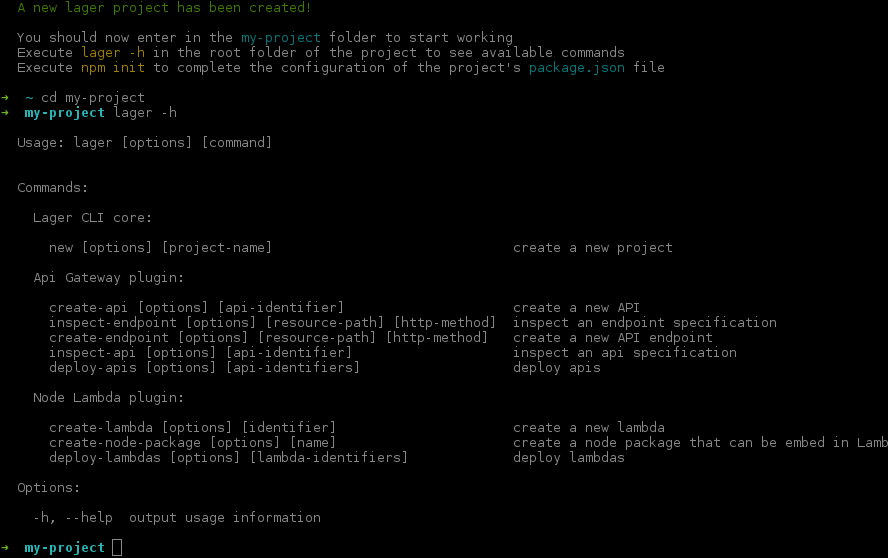 A new lager project has been created!
You should now enter in the my-project folder to start working
Execute lager -h in the root folder of the project to see available commands
Execute npm init to complete the configuration of the project's package.json file
➜ ~ cd my-project
➜ my-project lager -h
Usage: lager [options] [command]
Commands:
Lager CLI core:
new [options] [project-name] create a new project
Api Gateway plugin:
create-api [options] [api-identifier] create a new API
inspect-endpoint [options] [resource-path] [http-method] inspect an endpoint specification
create-endpoint [options] [resource-path] [http-method] create a new API endpoint
inspect-api [options] [api-identifier] inspect an api specification
deploy-apis [options] [api-identifiers] deploy apis
Node Lambda plugin:
create-lambda [options] [identifier] create a new lambda
create-node-package [options] [name] create a node package that can be embed in Lamb
deploy-lambdas [options] [lambda-identifiers] deploy lambdas
Options:
-h, --help output usage information
➜ my-project